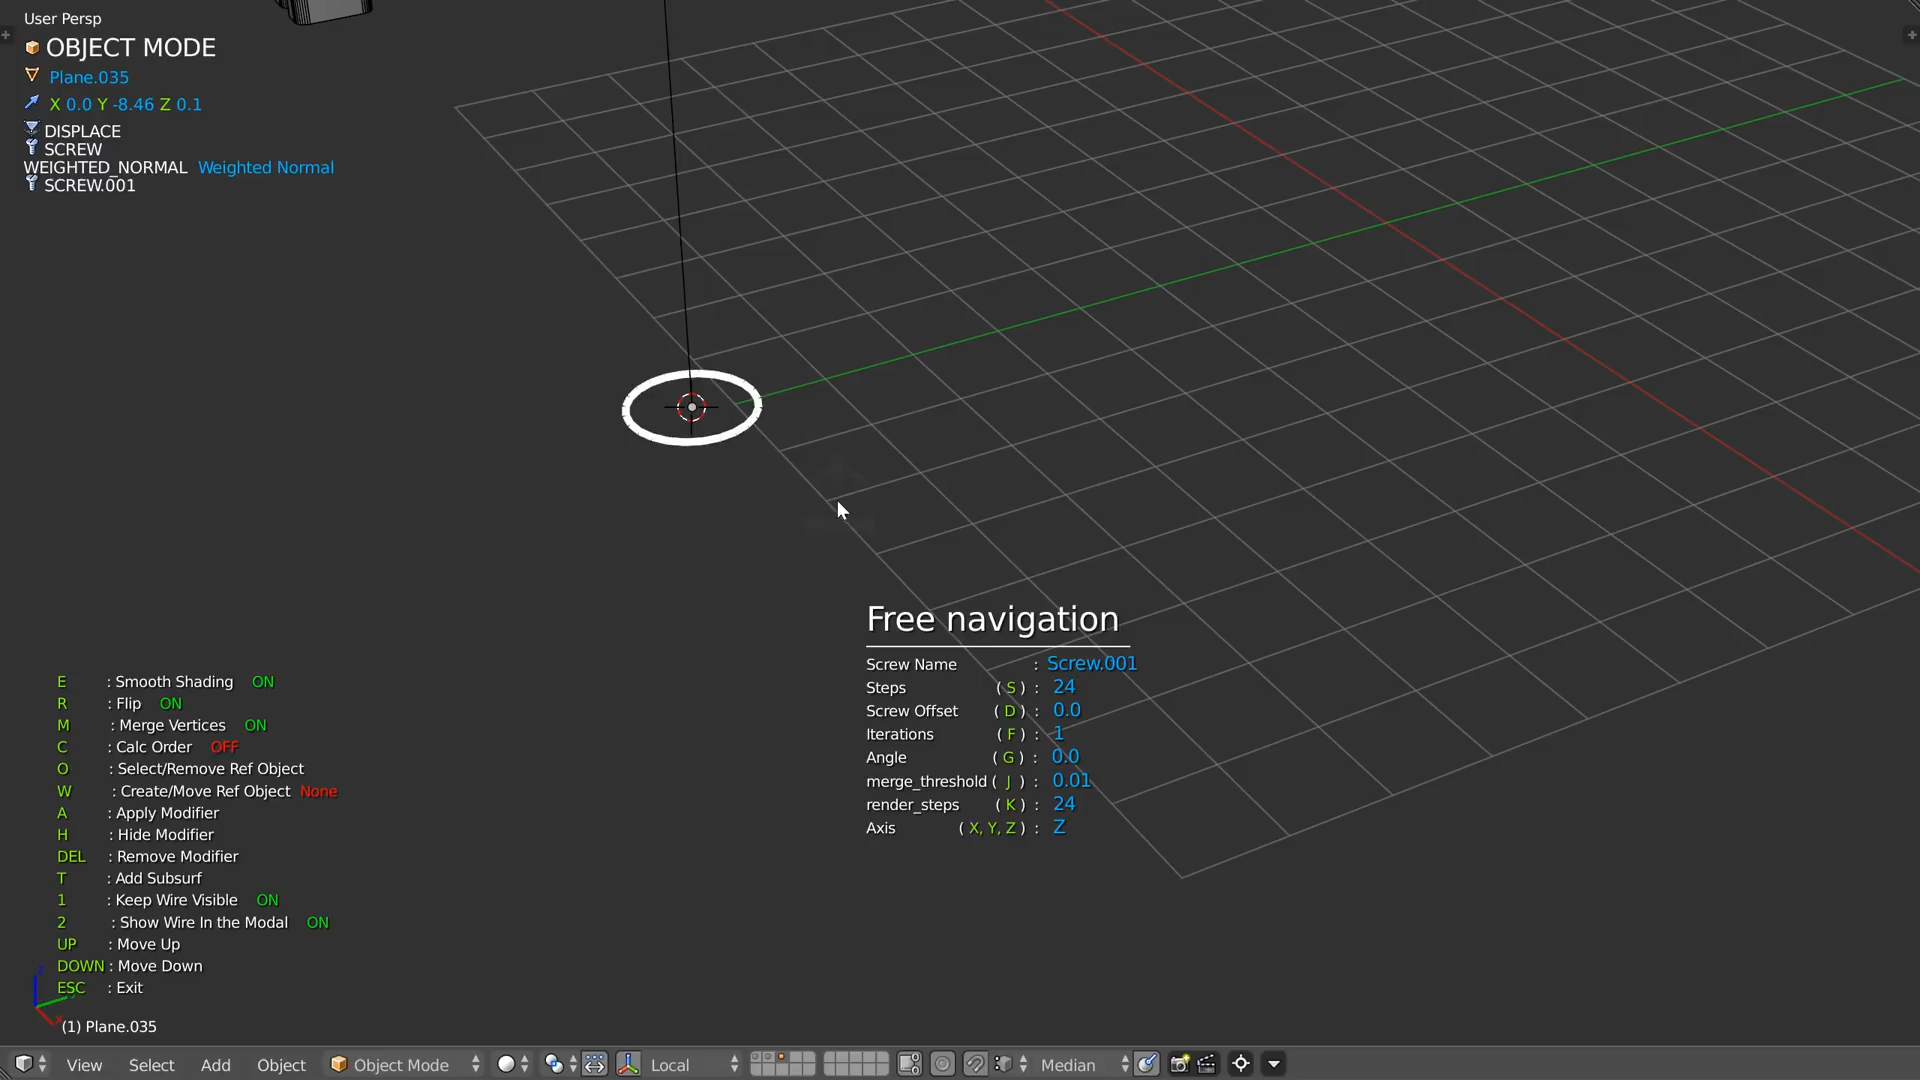 User Persp
OBJECT MODE
Plane.035
X 0.0 Y -8.46 Z 0.1
DISPLACE
SCREW
WEIGHTED_NORMAL Weighted Normal
SCREW.001
Free navigation
Screw Name : Screw.001
Steps ( S ) : 24
Screw Offset ( D ) : 0.0
Iterations ( F ) : 1
Angle ( G ) : 0.0
merge_threshold ( J ) : 0.01
render_steps ( K ) : 24
Axis ( X, Y, Z ) : Z
E : Smooth Shading ON
R : Flip ON
M : Merge Vertices ON
C : Calc Order OFF
O : Select/Remove Ref Object
W : Create/Move Ref Object None
A : Apply Modifier
H : Hide Modifier
DEL : Remove Modifier
T : Add Subsurf
1 : Keep Wire Visible ON
2 : Show Wire In the Modal ON
UP : Move Up
DOWN : Move Down
ESC : Exit
(1) Plane.035
View Select Add Object Object Mode Local Median